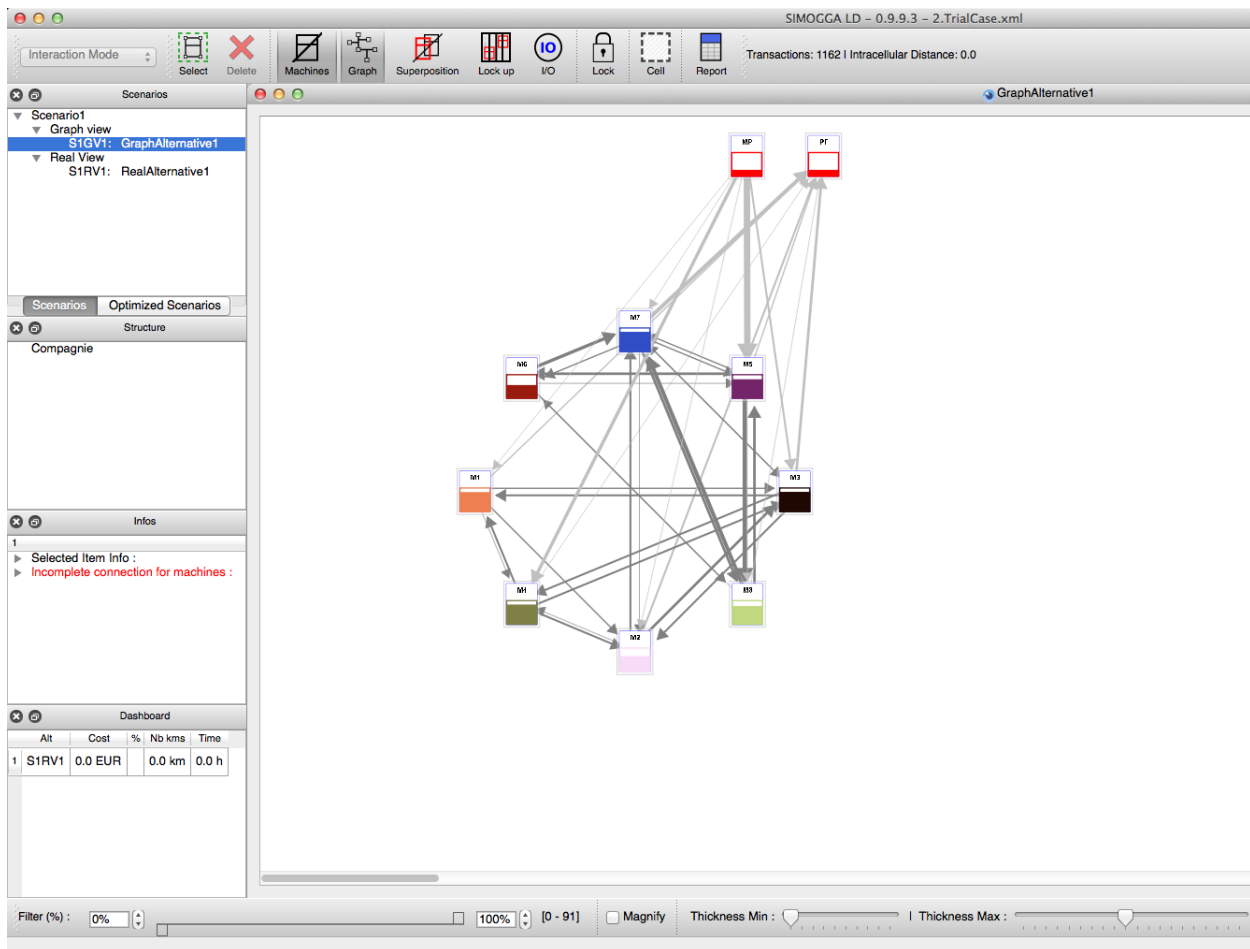 SIMOGGA LD - 0.9.9.3 - 2.TrialCase.xml
Interaction Mode
Select
Delete
Machines
Graph
Superposition
Lock up
IO
I/O
Lock
Cell
Report
Transactions: 1162 I Intracellular Distance: 0.0
Scenarios
GraphAlternative1
Scenario1
Graph view
S1GV1: GraphAlternative1
Real View
S1RV1: RealAlternative1
Scenarios Optimized Scenarios
Structure
Compagnie
Infos
1
Selected Item Info :
Incomplete connection for machines :
Dashboard
Alt Cost % Nb kms Time
1 S1RV1 0.0 EUR 0.0 km 0.0 h
MP PF
M7
M6 M5
M1 M3
M4 M8
M2
Filter (%) : 0% 100% [0 - 91] Magnify Thickness Min : I Thickness Max :